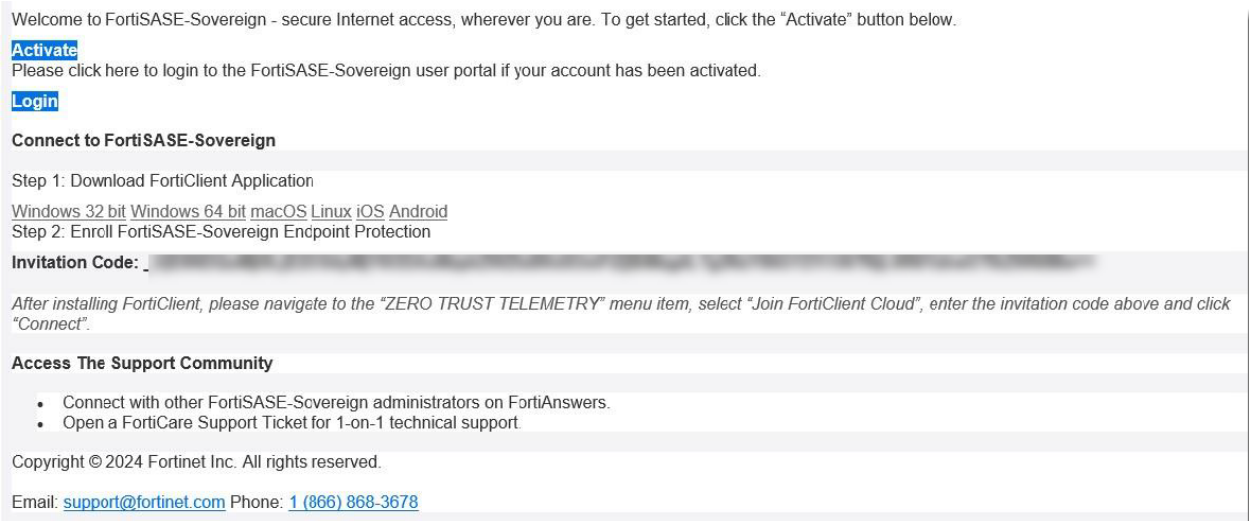 Welcome to FortiSASE-Sovereign - secure Internet access, wherever you are. To get started, click the “Activate” button below.
Activate
Please click here to login to the FortiSASE-Sovereign user portal if your account has been activated.
Login
Connect to FortiSASE-Sovereign
Step 1: Download FortiClient Application
Windows 32 bit Windows 64 bit macOS Linux iOS Android
Step 2: Enroll FortiSASE-Sovereign Endpoint Protection
Invitation Code:
After installing FortiClient, please navigate to the “ZERO TRUST TELEMETRY” menu item, select “Join FortiClient Cloud”, enter the invitation code above and click
“Connect”.
Access The Support Community
• Connect with other FortiSASE-Sovereign administrators on FortiAnswers.
• Open a FortiCare Support Ticket for 1-on-1 technical support.
Copyright © 2024 Fortinet Inc. All rights reserved.
Email: support@fortinet.com Phone: 1 (866) 868-3678